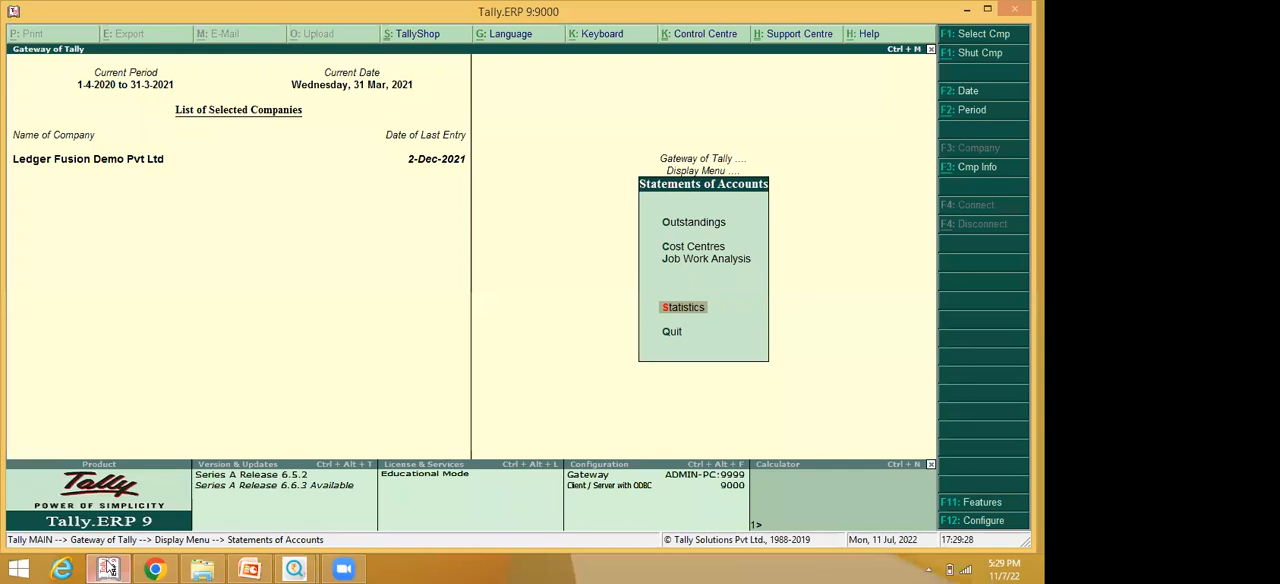 Tally.ERP 9:9000
P: Print E: Export M: E-Mail O: Upload S: TallyShop G: Language K: Keyboard K: Control Centre H: Support Centre H: Help
F1: Select Cmp
F1: Shut Cmp
F2: Date
F2: Period
F3: Company
F3: Cmp Info
F4: Connect
F4: Disconnect
F11: Features
F12: Configure
Gateway of Tally Ctrl + M
Current Period Current Date
1-4-2020 to 31-3-2021 Wednesday, 31 Mar, 2021
List of Selected Companies
Name of Company Date of Last Entry
Ledger Fusion Demo Pvt Ltd 2-Dec-2021
Gateway of Tally ....
Display Menu ....
Statements of Accounts
Outstandings
Cost Centres
Job Work Analysis
Statistics
Quit
Product
Tally
POWER OF SIMPLICITY
Tally.ERP 9
Version & Updates Ctrl + Alt + T
Series A Release 6.5.2
Series A Release 6.6.3 Available
License & Services Ctrl + Alt + L
Educational Mode
Configuration Ctrl + Alt + F
Gateway ADMIN-PC:9999
Client / Server with ODBC 9000
Calculator Ctrl + N
1>
Tally MAIN --> Gateway of Tally --> Display Menu --> Statements of Accounts © Tally Solutions Pvt Ltd., 1988-2019 Mon, 11 Jul, 2022 17:29:28
5:29 PM
11/7/22